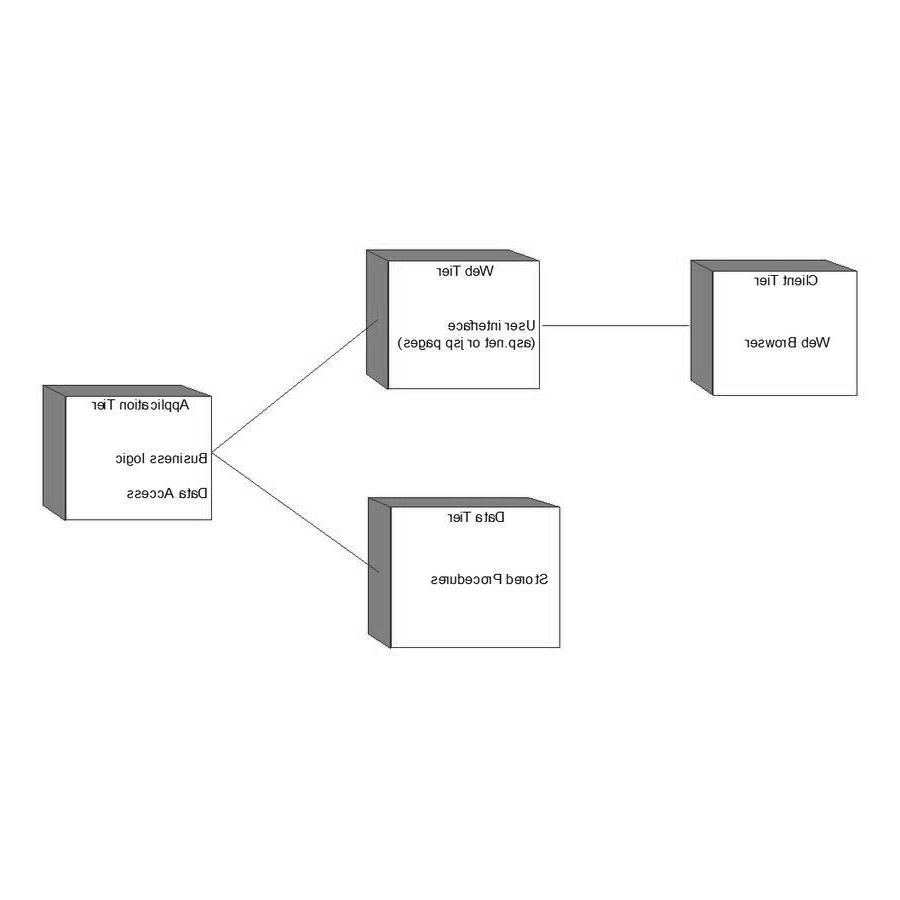 Client Tier
Web Browser
Web Tier
User interface
(asp.net or jsp pages)
Application Tier
Business logic
Data Access
Data Tier
Stored Procedures